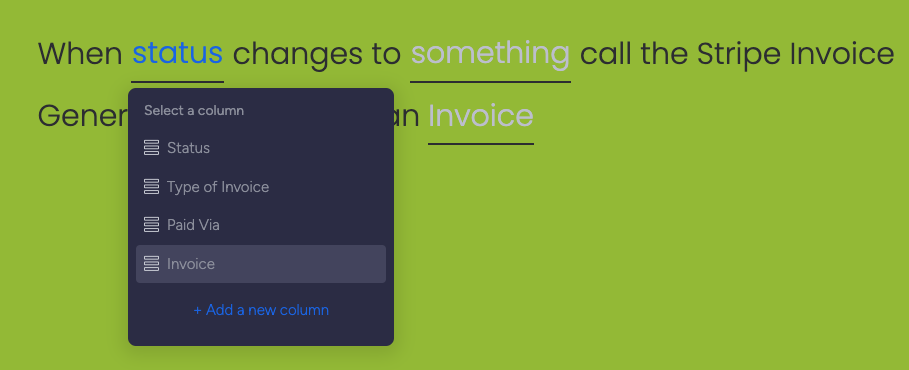 When status changes to something call the Stripe Invoice
Gener an Invoice
Select a column
Status
Type of Invoice
Paid Via
Invoice
+ Add a new column